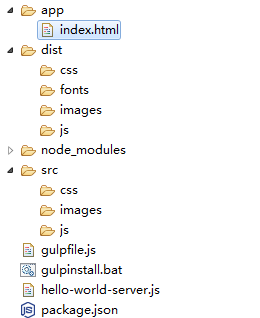 app
index.html
dist
css
fonts
images
js
node_modules
src
css
images
js
gulpfile.js
gulpinstall.bat
hello-world-server.js
package.json